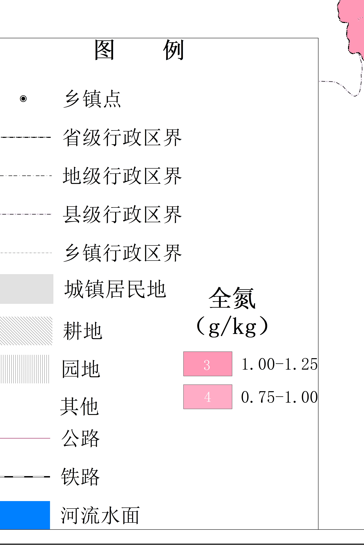 图 例
乡镇点
省级行政区界
地级行政区界
县级行政区界
乡镇行政区界
城镇居民地
耕地
园地
其他
公路
铁路
河流水面
全氮
(g/kg)
3 1.00-1.25
4 0.75-1.00